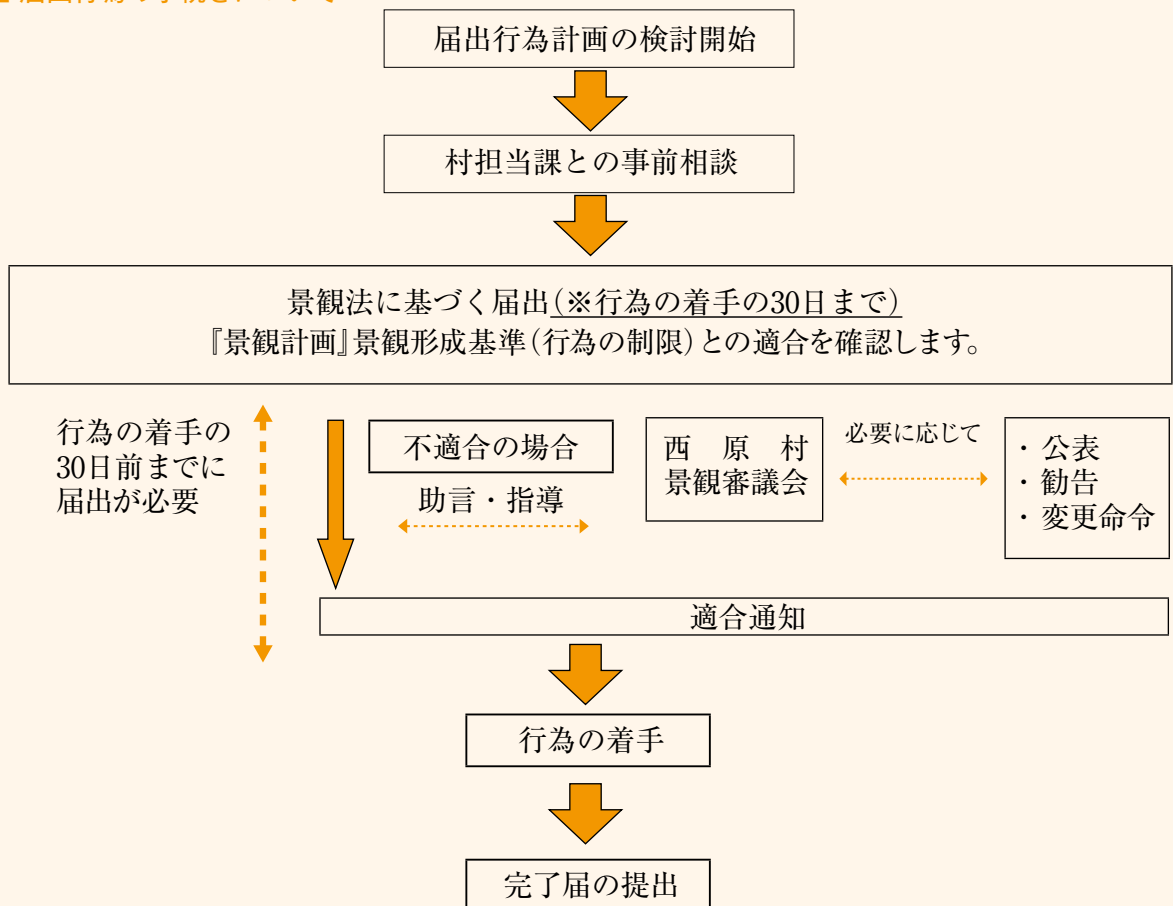 届出行為計画の検討開始
村担当課との事前相談
景観法に基づく届出(※行為の着手の30日まで)
『景観計画』景観形成基準(行為の制限)との適合を確認します。
行為の着手の
30日前までに
届出が必要
不適合の場合
助言・指導
西原村
景観審議会
必要に応じて
・公表
・勧告
・変更命令
適合通知
行為の着手
完了届の提出